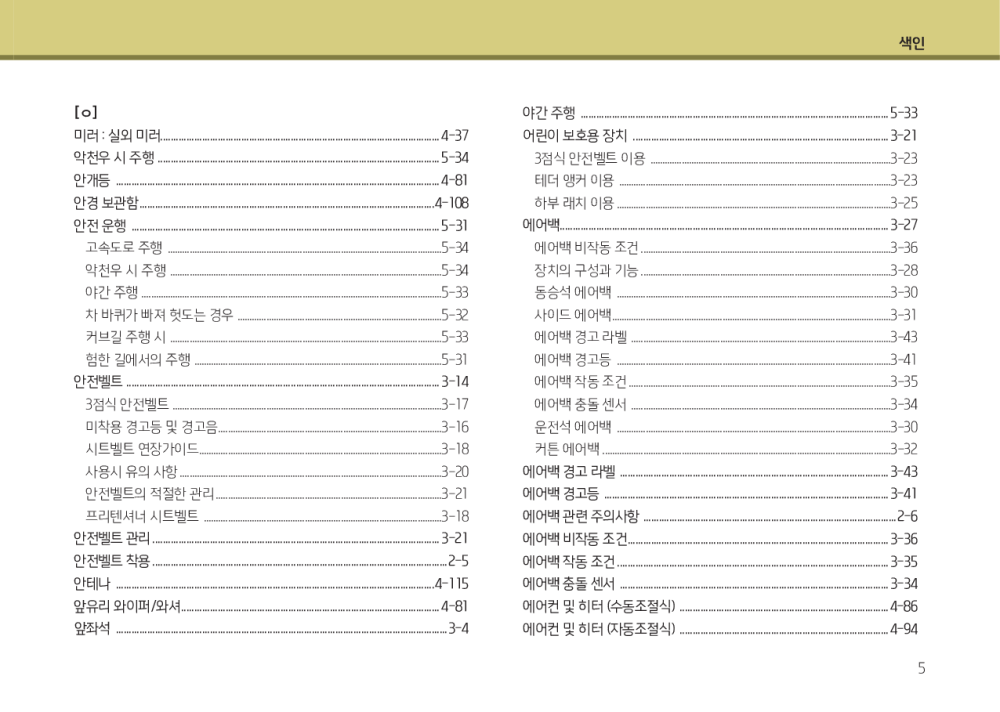 색인
[ㅇ]
미러 : 실외 미러 4-37
악천우 시 주행 5-34
안개등 4-81
안경 보관함 4-108
안전 운행 5-31
고속도로 주행 5-34
악천우 시 주행 5-34
야간 주행 5-33
차 바퀴가 빠져 헛도는 경우 5-32
커브길 주행 시 5-33
험한 길에서의 주행 5-31
안전벨트 3-14
3점식 안전벨트 3-17
미착용 경고등 및 경고음 3-16
시트벨트 연장가이드 3-18
사용시 유의 사항 3-20
안전벨트의 적절한 관리 3-21
프리텐셔너 시트벨트 3-18
안전벨트 관리 3-21
안전벨트 착용 2-5
안테나 4-115
앞유리 와이퍼/와셔 4-81
앞좌석 3-4
야간 주행 5-33
어린이 보호용 장치 3-21
3점식 안전벨트 이용 3-23
테더 앵커 이용 3-23
하부 래치 이용 3-25
에어백 3-27
에어백 비작동 조건 3-36
장치의 구성과 기능 3-28
동승석 에어백 3-30
사이드 에어백 3-31
에어백 경고 라벨 3-43
에어백 경고등 3-41
에어백 작동 조건 3-35
에어백 충돌 센서 3-34
운전석 에어백 3-30
커튼 에어백 3-32
에어백 경고 라벨 3-43
에어백 경고등 3-41
에어백 관련 주의사항 2-6
에어백 비작동 조건 3-36
에어백 작동 조건 3-35
에어백 충돌 센서 3-34
에어컨 및 히터 (수동조절식) 4-86
에어컨 및 히터 (자동조절식) 4-94
5